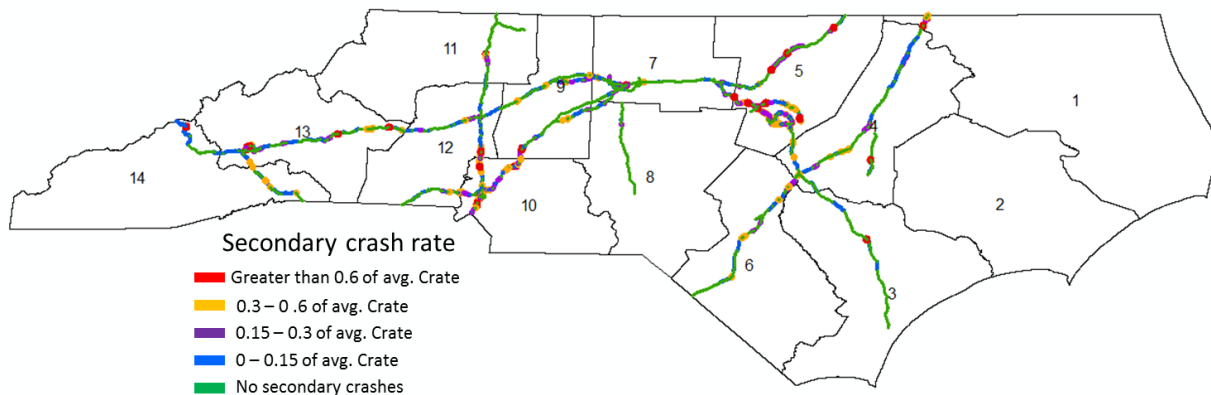 11
7
5
9
1
13
4
12
14
8
10
2
6
3
Secondary crash rate
Greater than 0.6 of avg. Crate
0.3 – 0.6 of avg. Crate
0.15 – 0.3 of avg. Crate
0 – 0.15 of avg. Crate
No secondary crashes